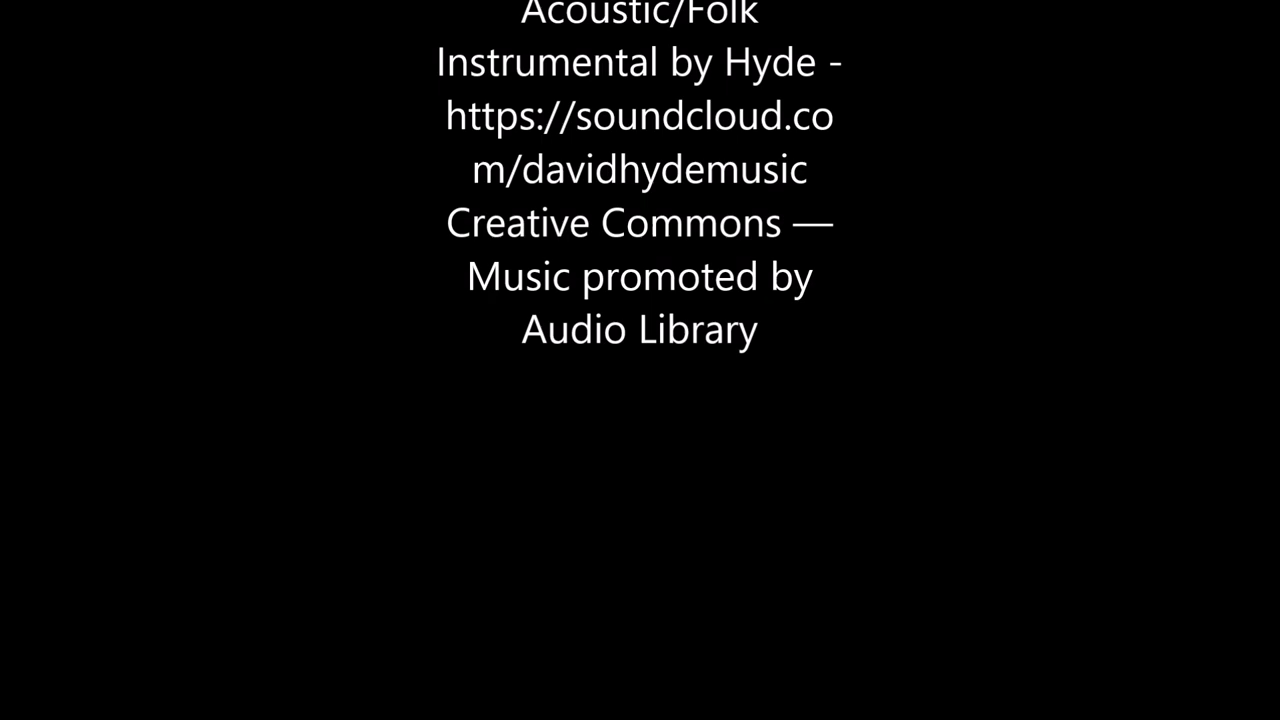 Acoustic/Folk
Instrumental by Hyde -
https://soundcloud.co
m/davidhydemusic
Creative Commons —
Music promoted by
Audio Library